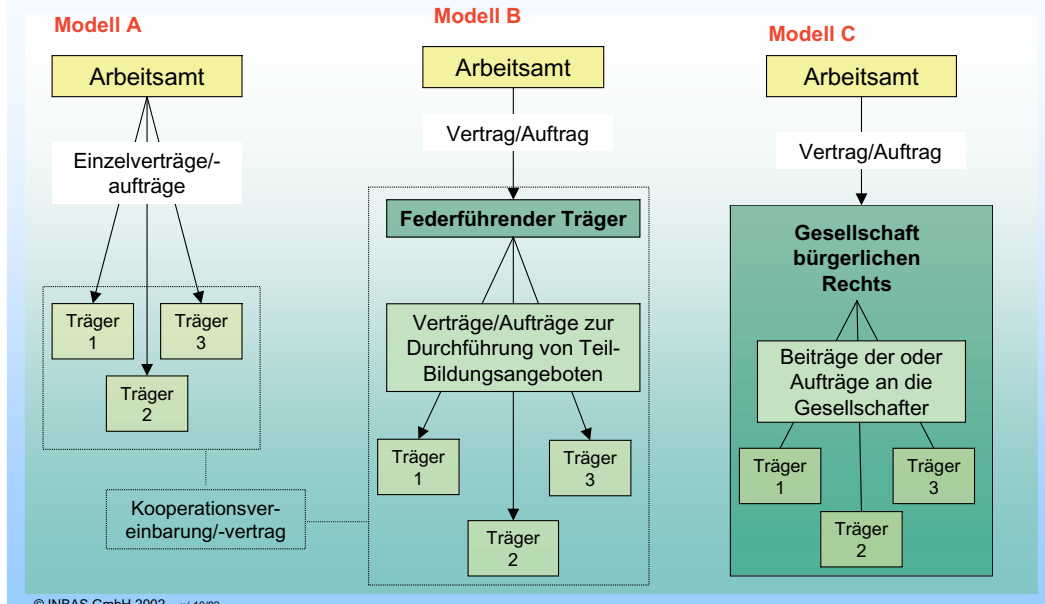 Modell A
Arbeitsamt
Einzelverträge/-
aufträge
Träger
1
Träger
3
Träger
2
Kooperationsver-
einbarung/-vertrag
Modell B
Arbeitsamt
Vertrag/Auftrag
Federführender Träger
Verträge/Aufträge zur
Durchführung von Teil-
Bildungsangeboten
Träger
1
Träger
3
Träger
2
Modell C
Arbeitsamt
Vertrag/Auftrag
Gesellschaft
bürgerlichen
Rechts
Beiträge der oder
Aufträge an die
Gesellschafter
Träger
1
Träger
3
Träger
2
© INBAS GmbH 2002